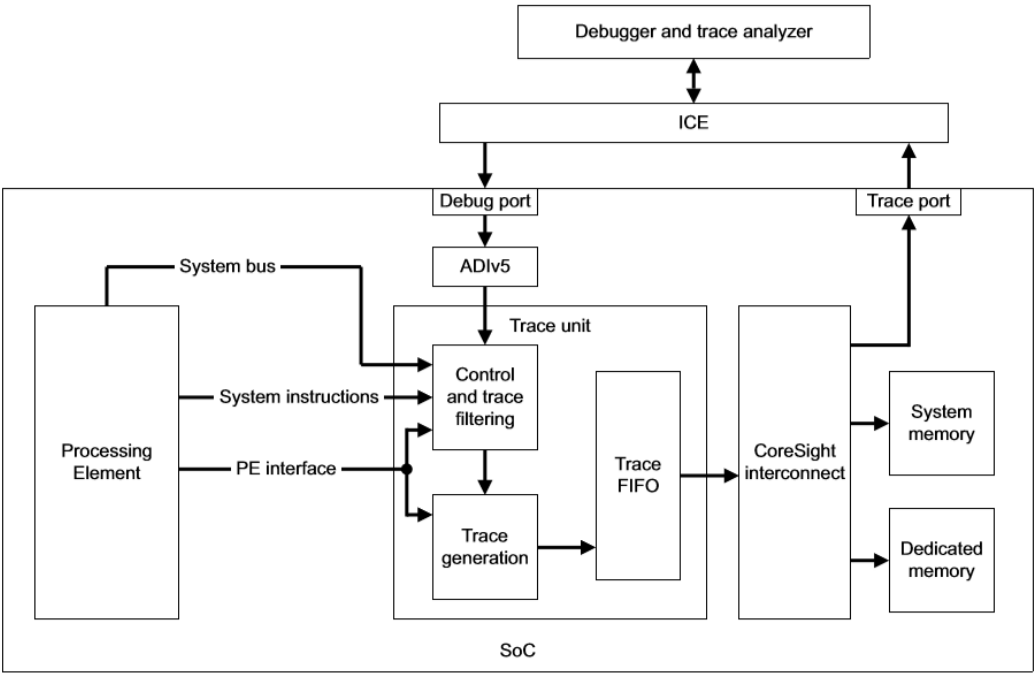 Debugger and trace analyzer
ICE
Debug port
Trace port
System bus
ADIv5
Trace unit
Control
and trace
filtering
System instructions
Processing
Element
PE interface
Trace
FIFO
CoreSight
interconnect
System
memory
Trace
generation
Dedicated
memory
SoC